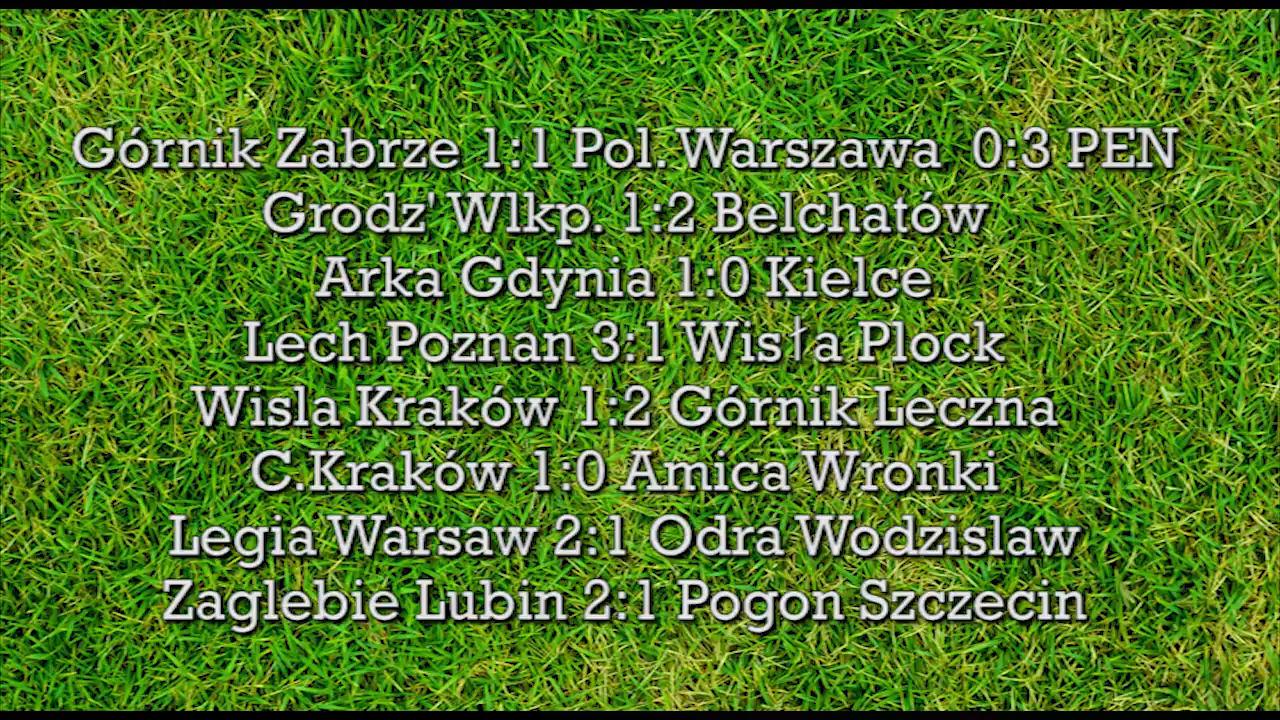 Górnik Zabrze 1:1 Pol. Warszawa 0:3 PEN
Grodz' Wlkp. 1:2 Belchatów
Arka Gdynia 1:0 Kielce
Lech Poznan 3:1 Wisła Plock
Wisla Kraków 1:2 Górnik Leczna
C.Kraków 1:0 Amica Wronki
Legia Warsaw 2:1 Odra Wodzislaw
Zaglebie Lubin 2:1 Pogon Szczecin